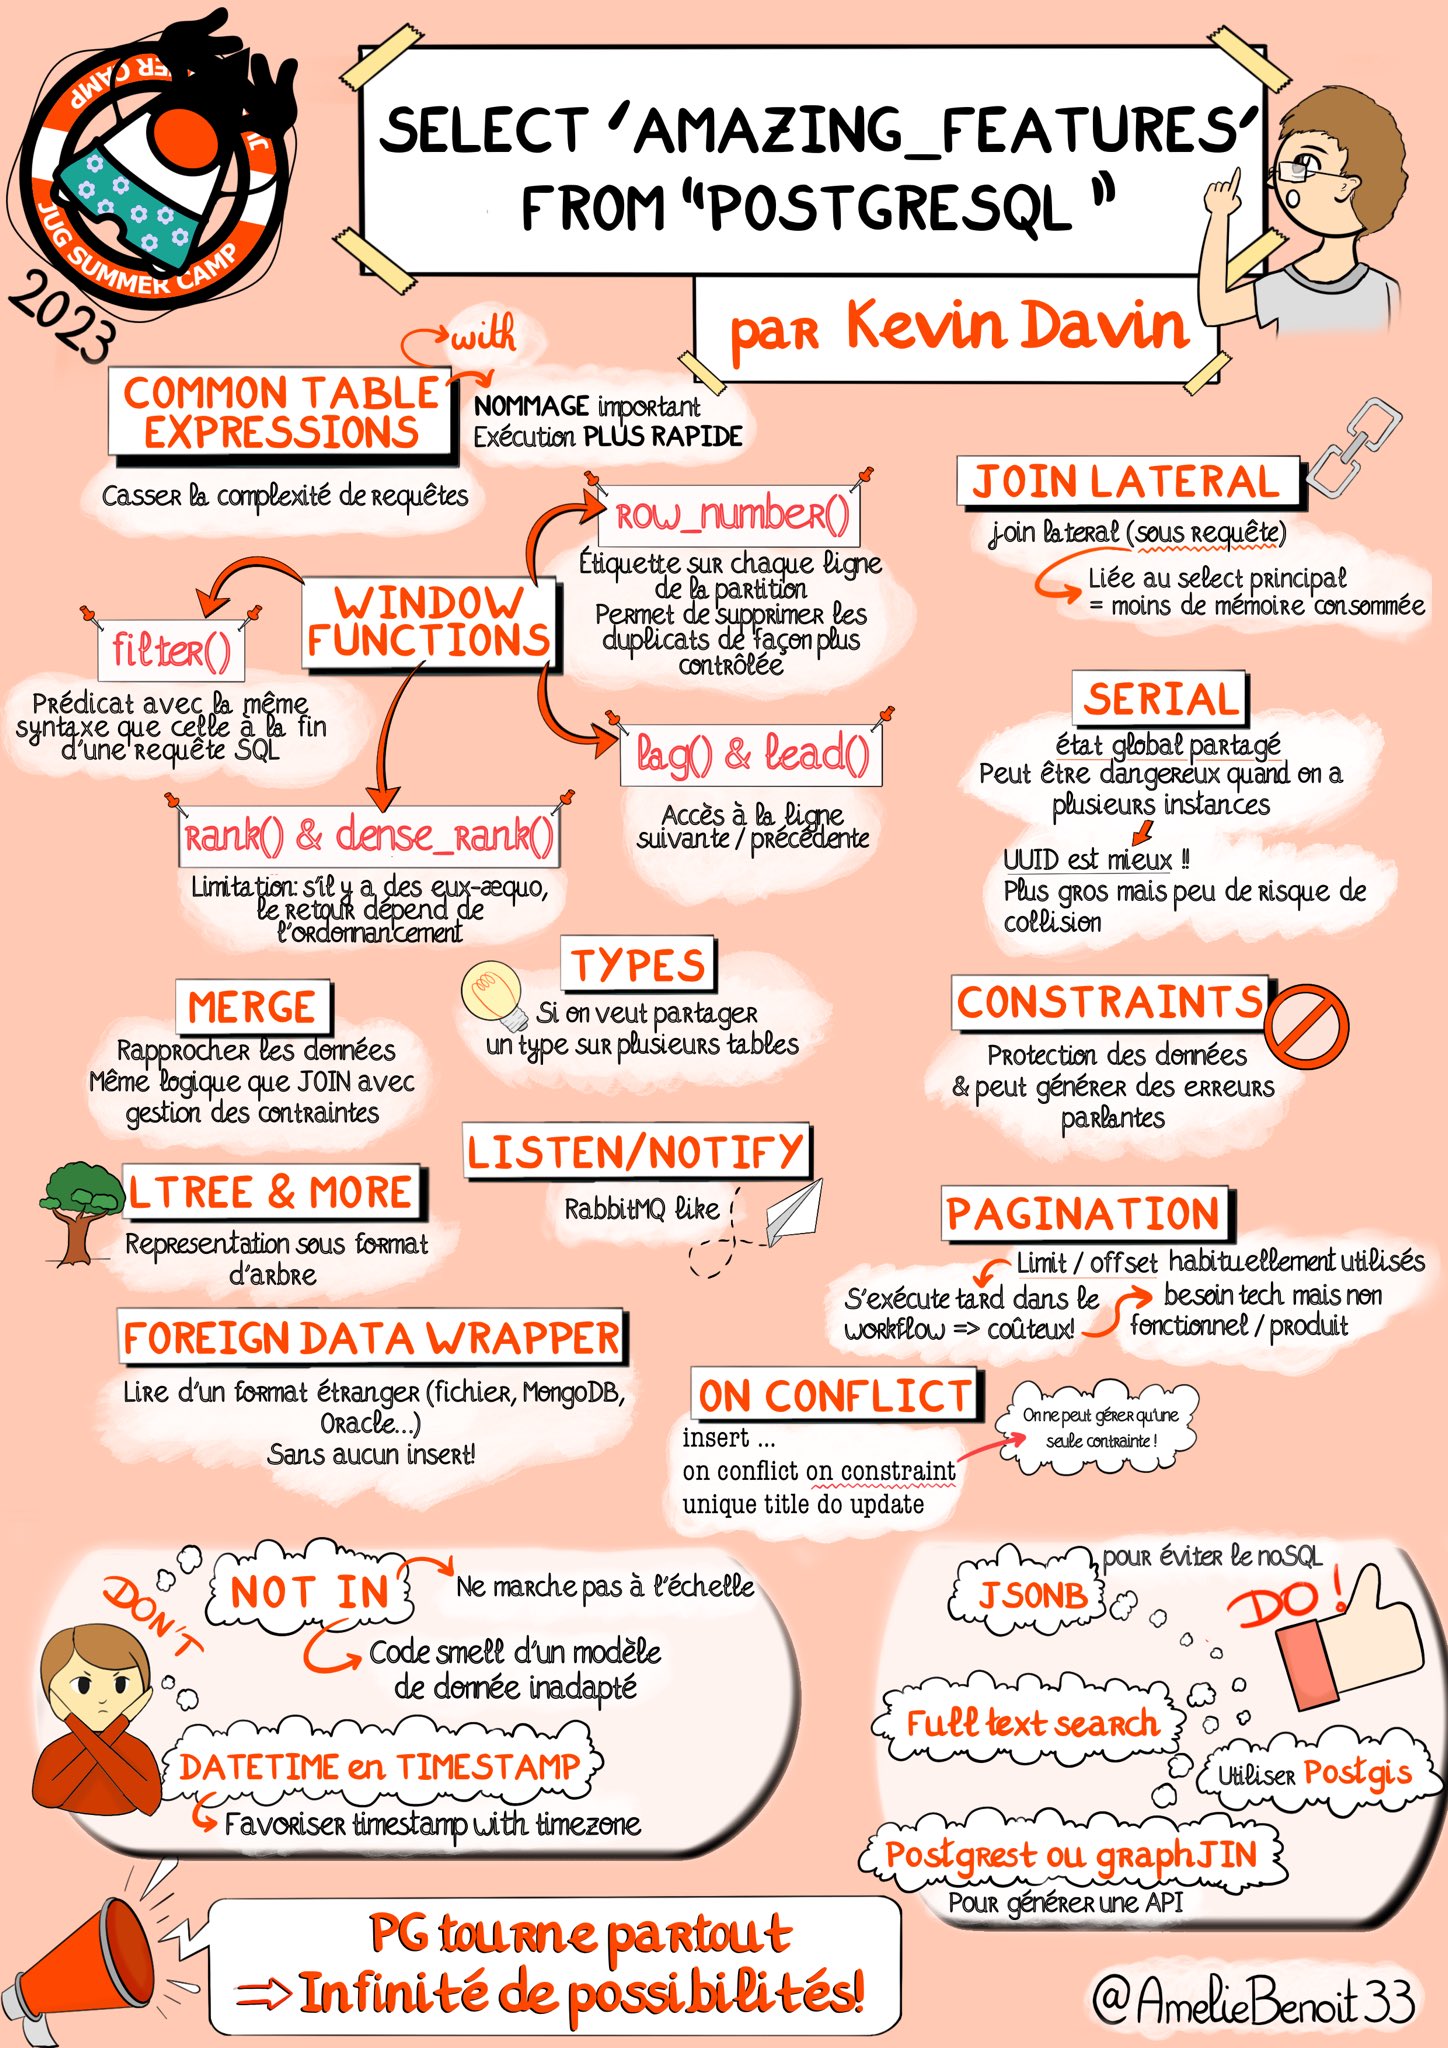 JUG SUMMER CAMP
2023
SELECT 'AMAZING_FEATURES'
FROM "POSTGRESQL"
par Kevin Davin
with
COMMON TABLE
EXPRESSIONS
NOMMAGE important
Exécution PLUS RAPIDE
Casser la complexité de requêtes
WINDOW
FUNCTIONS
row_number()
Étiquette sur chaque ligne
de la partition
Permet de supprimer les
duplicats de façon plus
contrôlée
filter()
Prédicat avec la même
syntaxe que celle à la fin
d'une requête SQL
lag() & lead()
Accès à la ligne
suivante / précédente
rank() & dense_rank()
Limitation: s'il y a des eux-æquo,
le retour dépend de
l'ordonnancement
JOIN LATERAL
join lateral (sous requête)
Liée au select principal
= moins de mémoire consommée
SERIAL
état global partagé
Peut être dangereux quand on a
plusieurs instances
UUID est mieux !!
Plus gros mais peu de risque de
collision
MERGE
Rapprocher les données
Même logique que JOIN avec
gestion des contraintes
TYPES
Si on veut partager
un type sur plusieurs tables
CONSTRAINTS
Protection des données
& peut générer des erreurs
parlantes
LTREE & MORE
Representation sous format
d'arbre
LISTEN/NOTIFY
RabbitMQ like
PAGINATION
Limit / offset habituellement utilisés
S'exécute tard dans le
workflow => coûteux!
besoin tech mais non
fonctionnel / produit
FOREIGN DATA WRAPPER
Lire d'un format étranger (fichier, MongoDB,
Oracle...)
Sans aucun insert!
ON CONFLICT
insert ...
on conflict on constraint
unique title do update
On ne peut gérer qu'une
seule contrainte !
DON'T
NOT IN
Ne marche pas à l'échelle
Code smell d'un modèle
de donnée inadapté
DATETIME en TIMESTAMP
Favoriser timestamp with timezone
DO !
JSONB
pour éviter le noSQL
Full text search
Utiliser Postgis
Postgrest ou graphJIN
Pour générer une API
PG tourne partout
⇒ Infinité de possibilités!
@AmelieBenoit33